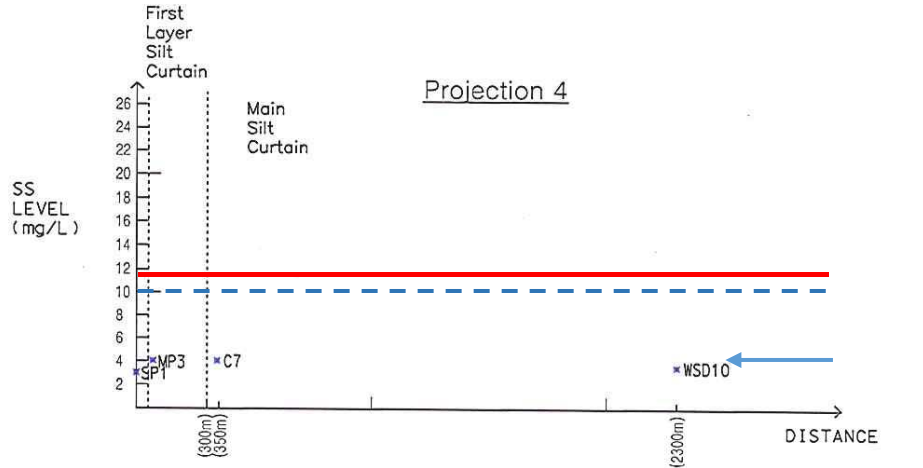 First
Layer
Silt
Curtain
Projection 4
Main
Silt
Curtain
SS
LEVEL
(mg/L)
26
24
22
20
18
16
14
12
10
8
6
4
2
MP3
SP1
C7
WSD10
(300m)
(350m)
(2300m)
DISTANCE